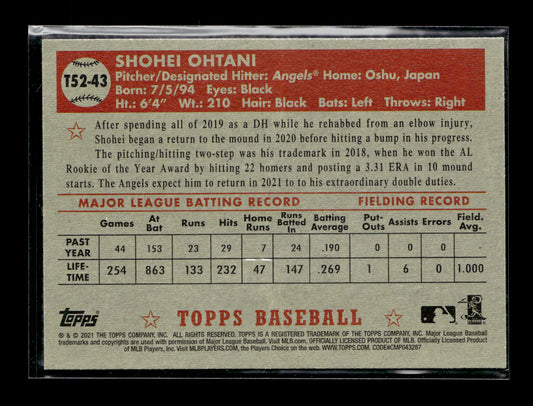 T52-43
SHOHEI OHTANI
Pitcher/Designated Hitter: Angels® Home: Oshu, Japan
Born: 7/5/94 Eyes: Black
Ht.: 6'4" Wt.: 210 Hair: Black Bats: Left Throws: Right
After spending all of 2019 as a DH while he rehabbed from an elbow injury,
Shohei began a return to the mound in 2020 before hitting a bump in his progress.
The pitching/hitting two-step was his trademark in 2018, when he won the AL
Rookie of the Year Award by hitting 22 homers and posting a 3.31 ERA in 10 mound
starts. The Angels expect him to return in 2021 to to his extraordinary double duties.
MAJOR LEAGUE BATTING RECORD FIELDING RECORD
Games At Bat Runs Hits Home Runs Runs Batted In Batting Average Put-Outs Assists Errors Field. Avg.
PAST YEAR 44 153 23 29 7 24 .190 0 0 0 -
LIFE-TIME 254 863 133 232 47 147 .269 1 6 0 1.000
topps TOPPS BASEBALL
® & © 2021 THE TOPPS COMPANY, INC. ALL RIGHTS RESERVED. TOPPS IS A REGISTERED TRADEMARK OF THE TOPPS COMPANY, INC. Major League Baseball
trademarks and copyrights are used with permission of Major League Baseball. Visit MLB.com. OFFICIALLY LICENSED PRODUCT OF MLB Players, Inc. Officially Licensed Product
of MLB Players, Inc. Visit MLBPLAYERS.com, the Players Choice on the web. WWW.TOPPS.COM. CODE#CMP043287